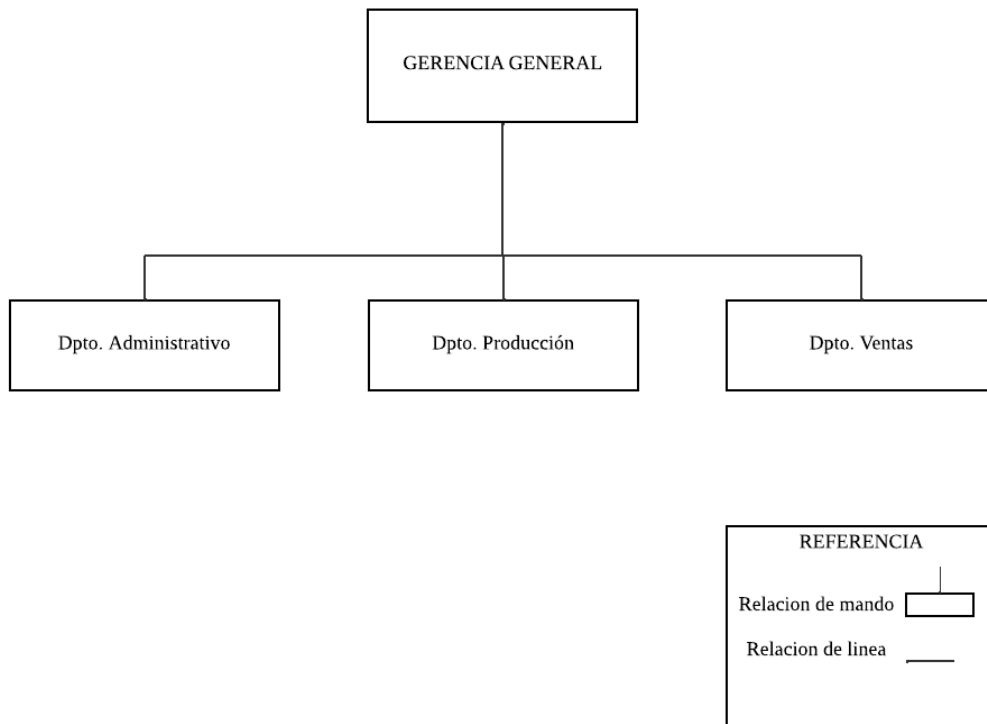 GERENCIA GENERAL
Dpto. Administrativo
Dpto. Producción
Dpto. Ventas
REFERENCIA
Relacion de mando
Relacion de linea